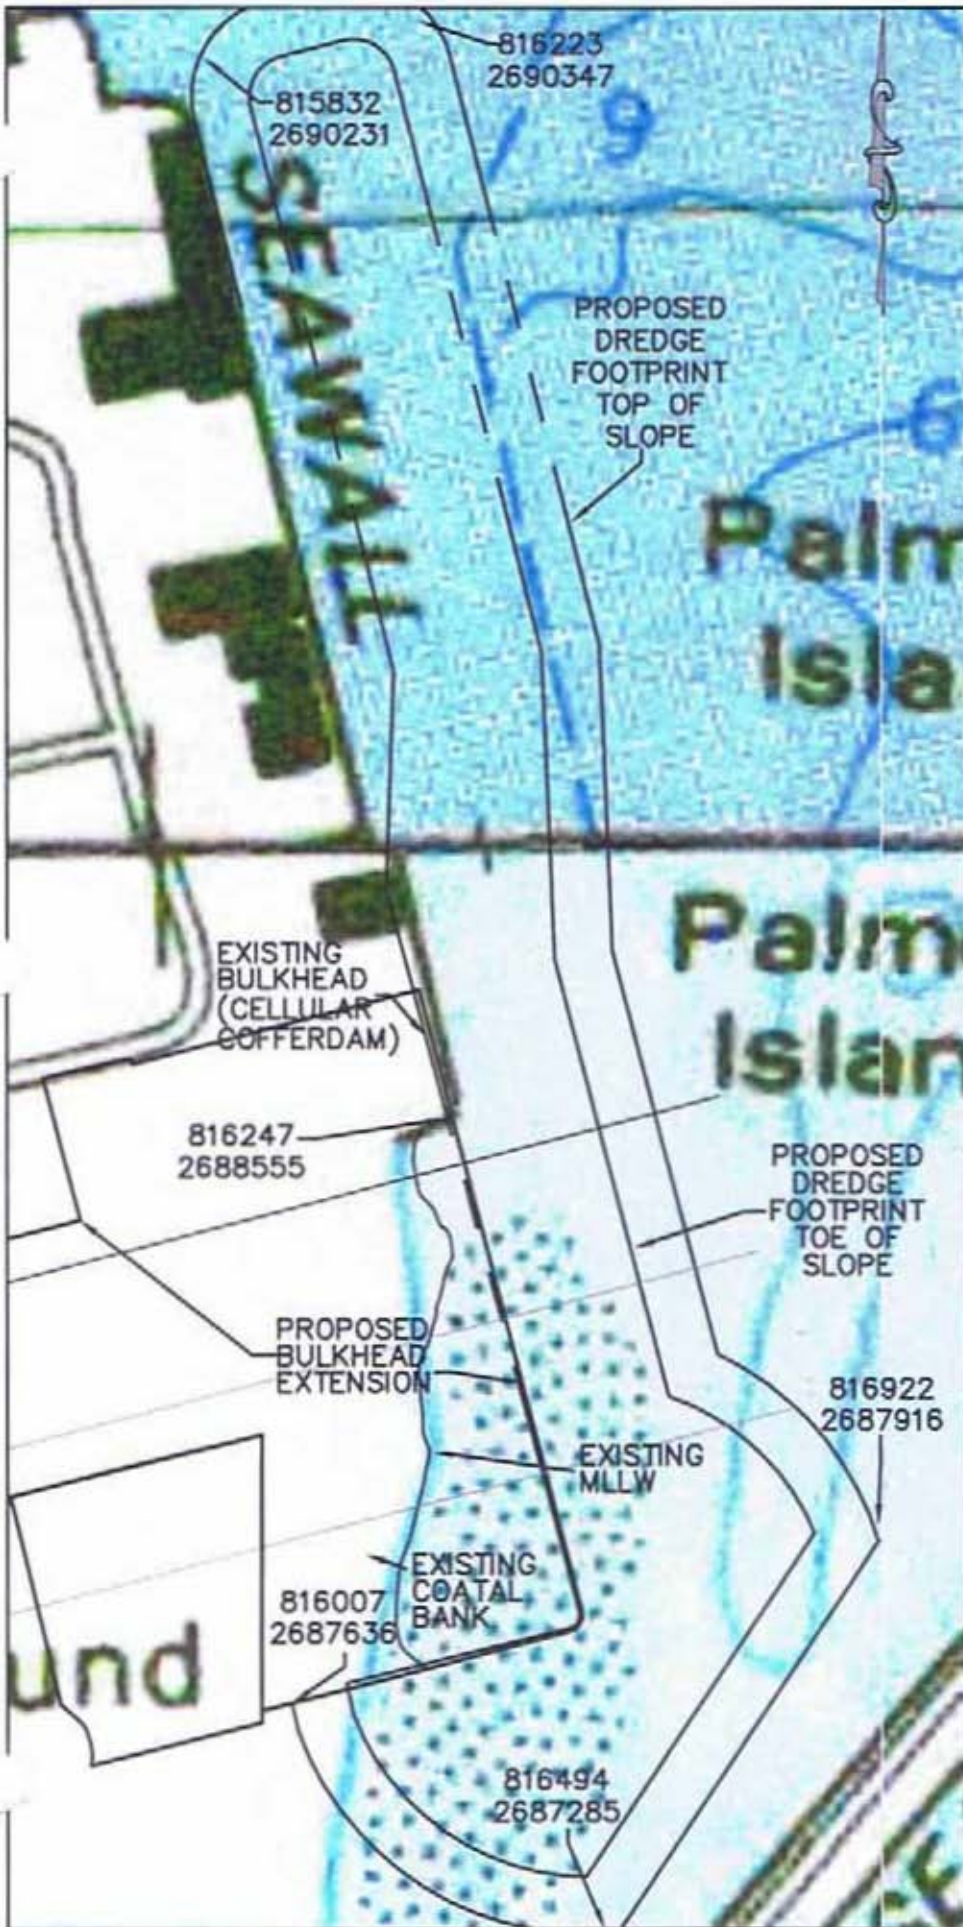 816223
2690347
815832
2690231
9
SEAWALL
PROPOSED
DREDGE
FOOTPRINT
TOP OF
SLOPE
6
Palm
Isla
EXISTING
BULKHEAD
(CELLULAR
COFFERDAM)
Palm
Islan
816247
2688555
PROPOSED
DREDGE
FOOTPRINT
TOE OF
SLOPE
PROPOSED
BULKHEAD
EXTENSION
816922
2687916
EXISTING
MLLW
EXISTING
COATAL
BANK
816007
2687636
und
816494
2687285